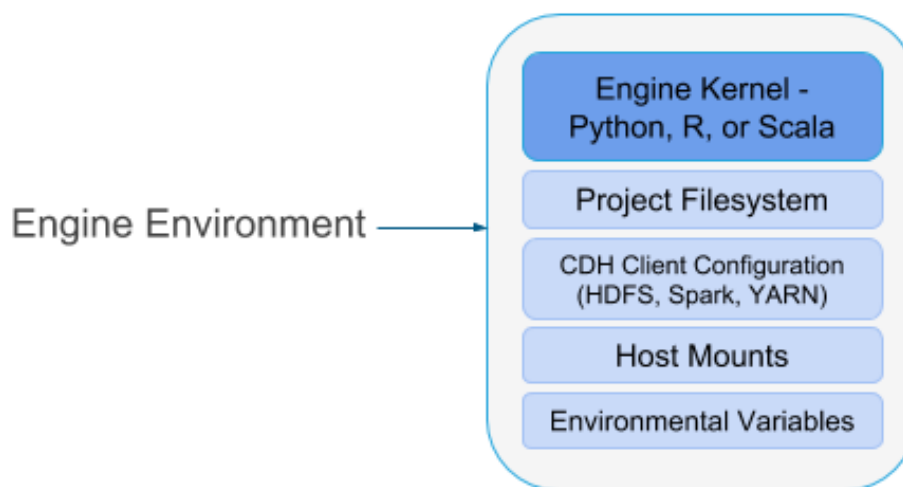 Engine Kernel -
Python, R, or Scala
Project Filesystem
Engine Environment
CDH Client Configuration
(HDFS, Spark, YARN)
Host Mounts
Environmental Variables